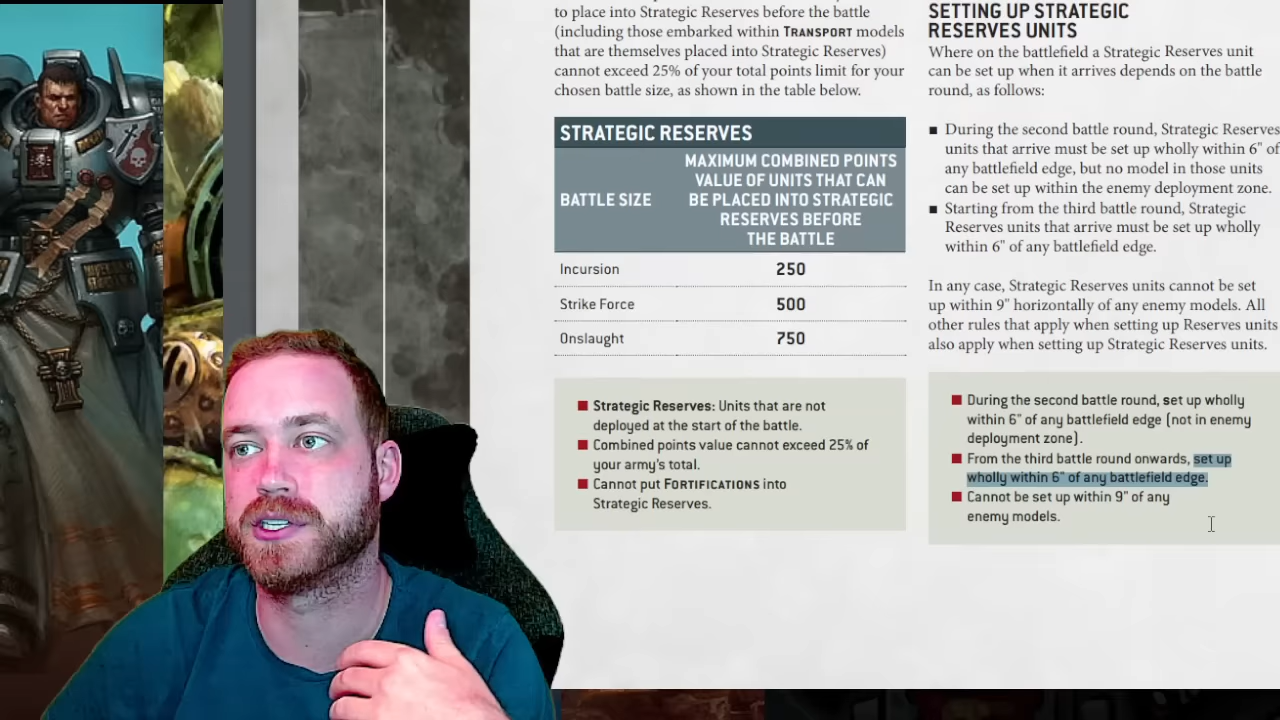 to place into Strategic Reserves before the battle
(including those embarked within TRANSPORT models
that are themselves placed into Strategic Reserves)
cannot exceed 25% of your total points limit for your
chosen battle size, as shown in the table below.
STRATEGIC RESERVES
BATTLE SIZE
MAXIMUM COMBINED POINTS
VALUE OF UNITS THAT CAN
BE PLACED INTO STRATEGIC
RESERVES BEFORE
THE BATTLE
Incursion 250
Strike Force 500
Onslaught 750
■ Strategic Reserves: Units that are not
deployed at the start of the battle.
■ Combined points value cannot exceed 25% of
your army's total.
■ Cannot put FORTIFICATIONS into
Strategic Reserves.
SETTING UP STRATEGIC
RESERVES UNITS
Where on the battlefield a Strategic Reserves unit
can be set up when it arrives depends on the battle
round, as follows:
■ During the second battle round, Strategic Reserves
units that arrive must be set up wholly within 6" of
any battlefield edge, but no model in those units
can be set up within the enemy deployment zone.
■ Starting from the third battle round, Strategic
Reserves units that arrive must be set up wholly
within 6" of any battlefield edge.
In any case, Strategic Reserves units cannot be set
up within 9" horizontally of any enemy models. All
other rules that apply when setting up Reserves units
also apply when setting up Strategic Reserves units.
■ During the second battle round, set up wholly
within 6" of any battlefield edge (not in enemy
deployment zone).
■ From the third battle round onwards, set up
wholly within 6" of any battlefield edge.
■ Cannot be set up within 9" of any
enemy models.